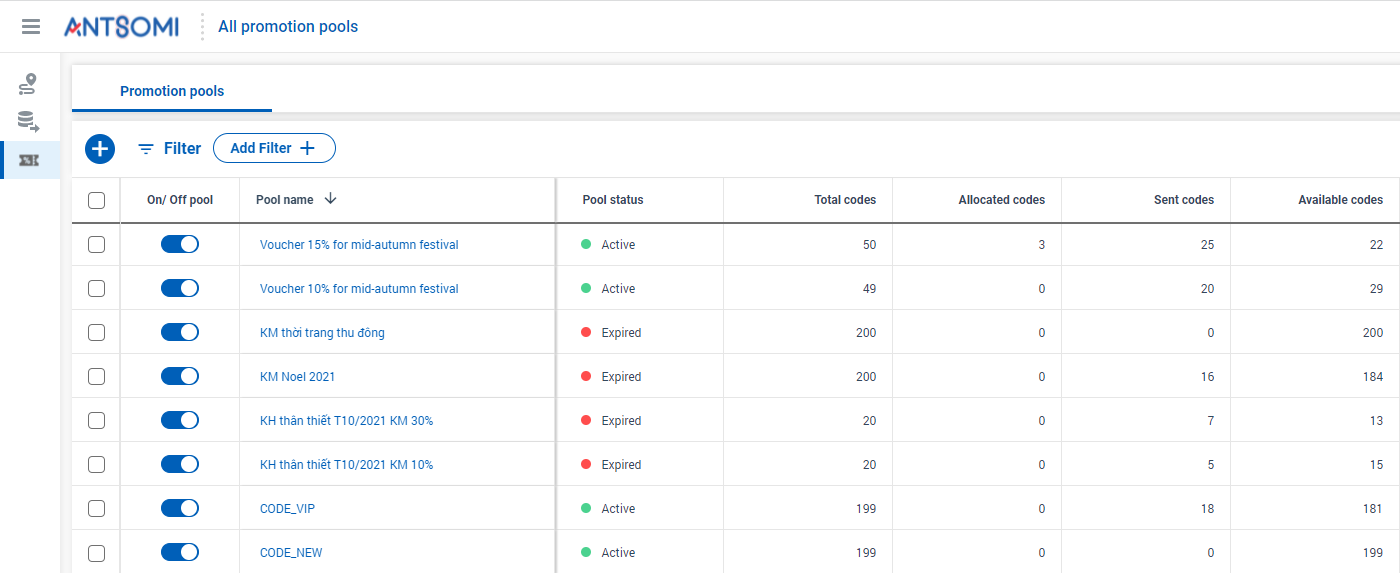 ANTSOMI All promotion pools
Promotion pools
Filter Add Filter
On/ Off pool Pool name Pool status Total codes Allocated codes Sent codes Available codes
Voucher 15% for mid-autumn festival Active 50 3 25 22
Voucher 10% for mid-autumn festival Active 49 0 20 29
KM thời trang thu đông Expired 200 0 0 200
KM Noel 2021 Expired 200 0 16 184
KH thân thiết T10/2021 KM 30% Expired 20 0 7 13
KH thân thiết T10/2021 KM 10% Expired 20 0 5 15
CODE_VIP Active 199 0 18 181
CODE_NEW Active 199 0 0 199